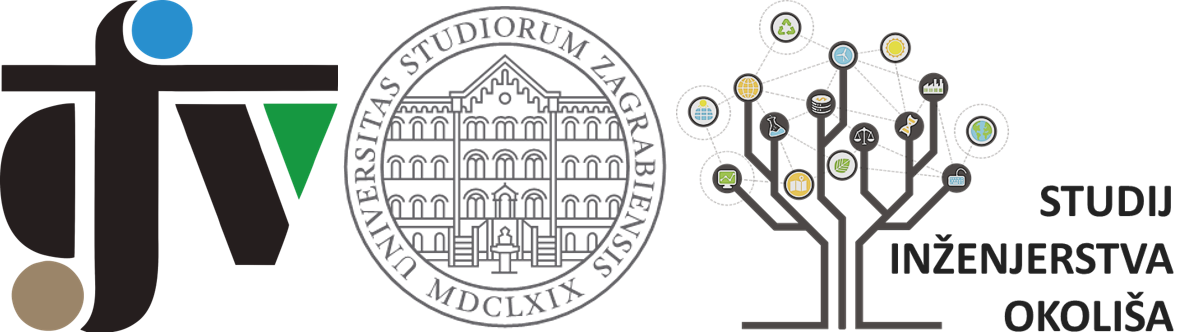 gfv
UNIVERSITAS STUDIORUM ZAGRABIENSIS
MDCLXIX
STUDIJ
INŽENJERSTVA
OKOLIŠA